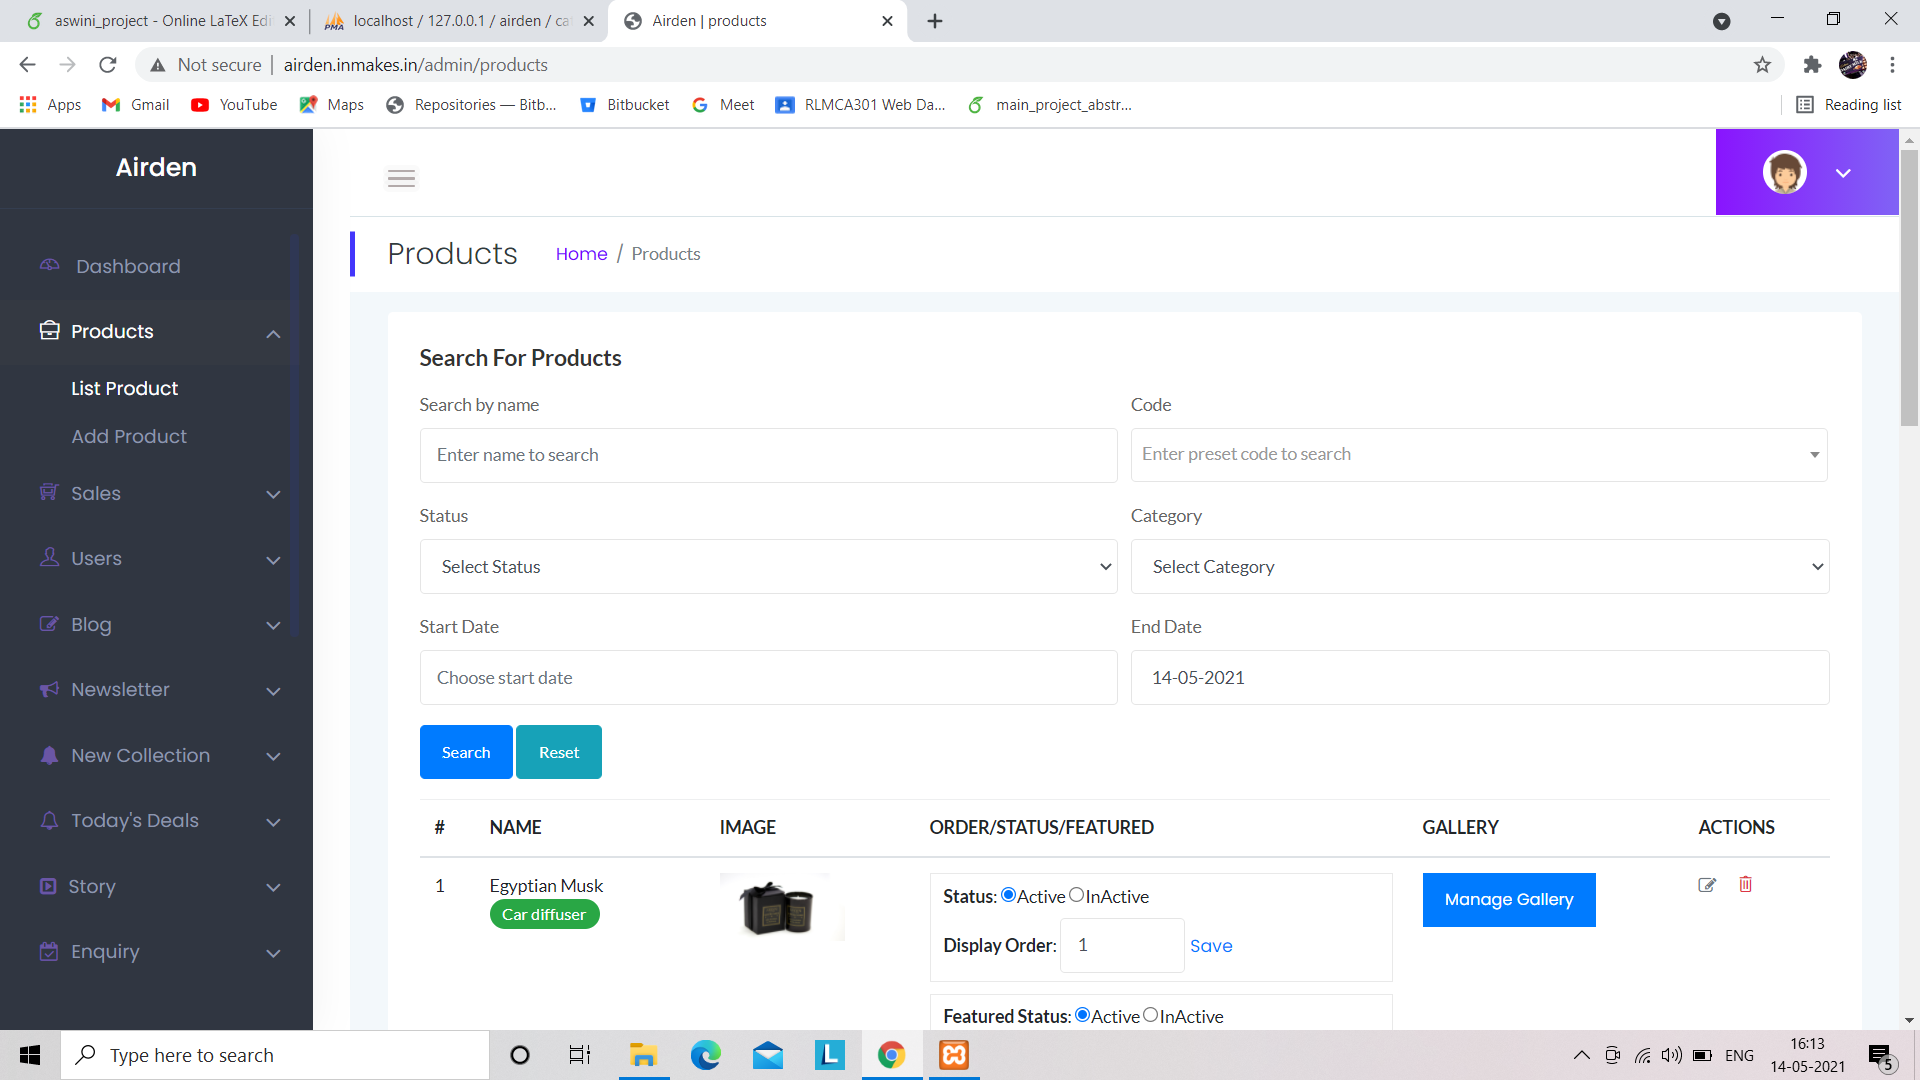 aswini_project - Online LaTeX Edi
localhost / 127.0.0.1 / airden / ca
Airden | products
Not secure
airden.inmakes.in/admin/products
Apps
Gmail
YouTube
Maps
Repositories — Bitb...
Bitbucket
Meet
RLMCA301 Web Da...
main_project_abstr...
Reading list
Airden
Dashboard
Products
List Product
Add Product
Sales
Users
Blog
Newsletter
New Collection
Today's Deals
Story
Enquiry
Products
Home / Products
Search For Products
Search by name
Code
Enter name to search
Enter preset code to search
Status
Category
Select Status
Select Category
Start Date
End Date
Choose start date
14-05-2021
Search
Reset
# NAME IMAGE ORDER/STATUS/FEATURED GALLERY ACTIONS
1
Egyptian Musk
Car diffuser
Status: Active InActive
Display Order: 1 Save
Featured Status: Active InActive
Manage Gallery
Type here to search
ENG
16:13
14-05-2021
5